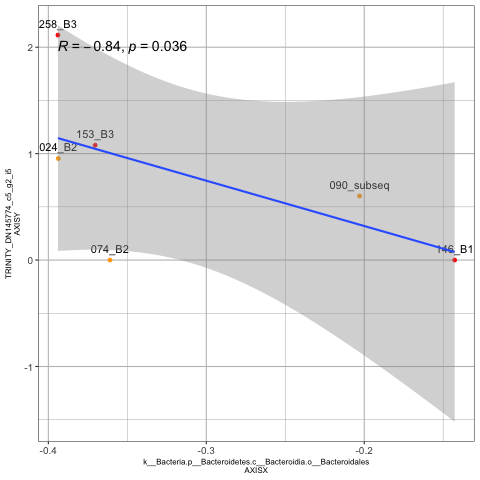 258_B3
R = −0.84, p = 0.036
153_B3
024_B2
090_subseq
074_B2
146_B1
2
1
0
-1
-0.4
-0.3
-0.2
TRINITY_DN145774_c5_g2_i5
AXISY
k__Bacteria.p__Bacteroidetes.c__Bacteroidia.o__Bacteroidales
AXISX